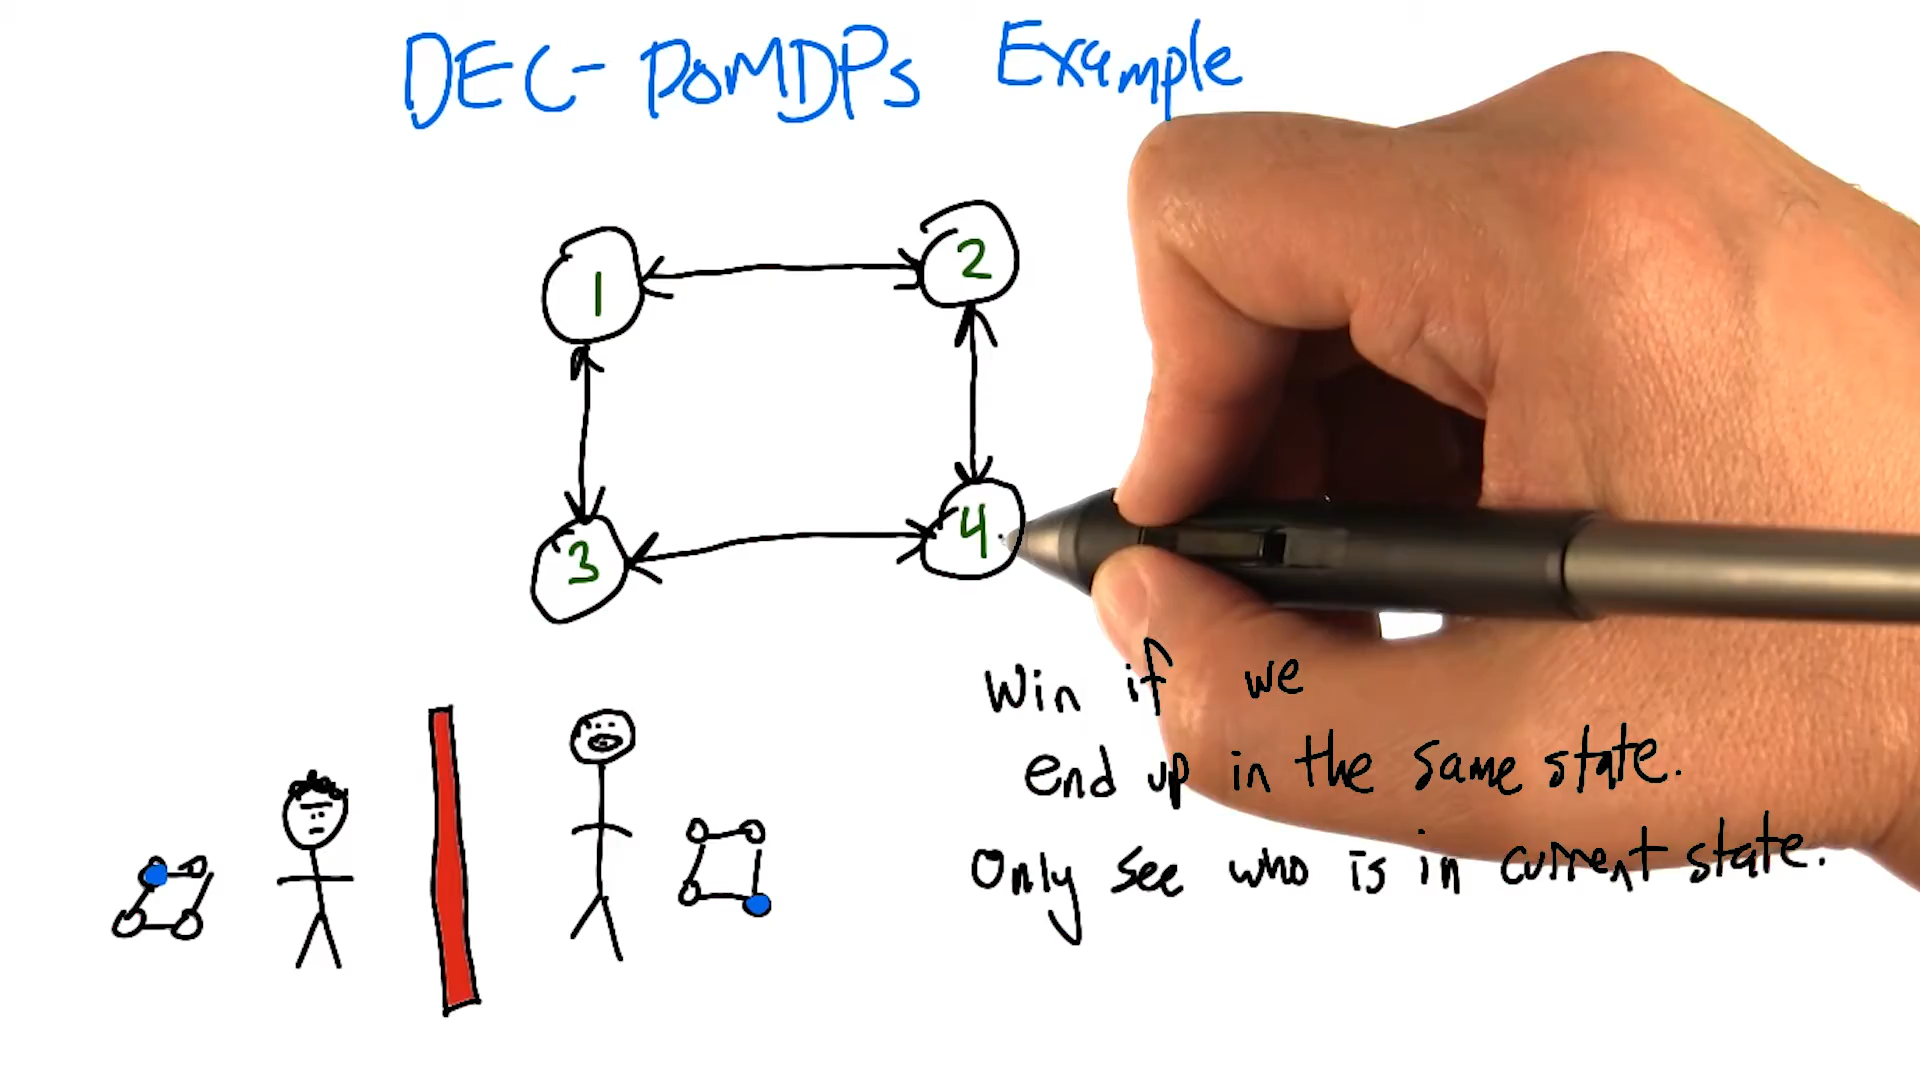 DEC-POMDPs Example
1
2
3
4
Win if we
end up in the same state.
Only see who is in current state.